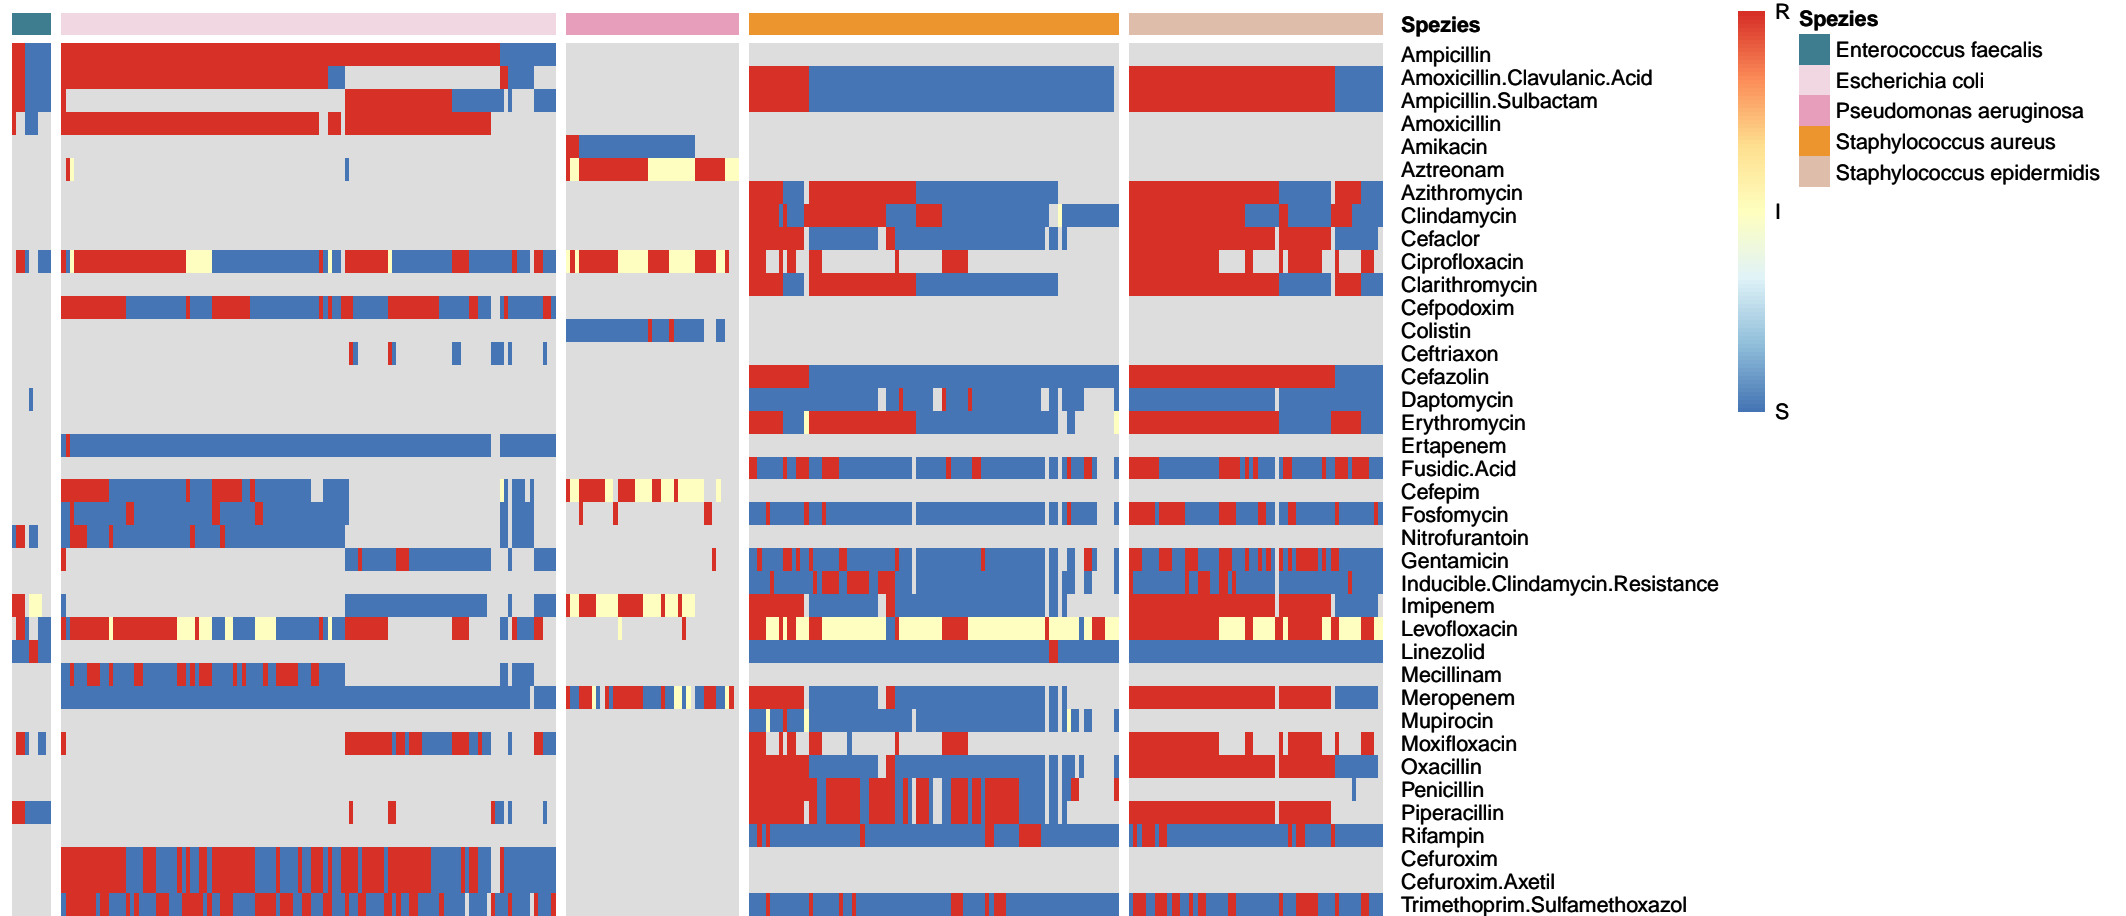 Spezies
Ampicillin
Amoxicillin.Clavulanic.Acid
Ampicillin.Sulbactam
Amoxicillin
Amikacin
Aztreonam
Azithromycin
Clindamycin
Cefaclor
Ciprofloxacin
Clarithromycin
Cefpodoxim
Colistin
Ceftriaxon
Cefazolin
Daptomycin
Erythromycin
Ertapenem
Fusidic.Acid
Cefepim
Fosfomycin
Nitrofurantoin
Gentamicin
Inducible.Clindamycin.Resistance
Imipenem
Levofloxacin
Linezolid
Mecillinam
Meropenem
Mupirocin
Moxifloxacin
Oxacillin
Penicillin
Piperacillin
Rifampin
Cefuroxim
Cefuroxim.Axetil
Trimethoprim.Sulfamethoxazol
R
I
S
Spezies
Enterococcus faecalis
Escherichia coli
Pseudomonas aeruginosa
Staphylococcus aureus
Staphylococcus epidermidis